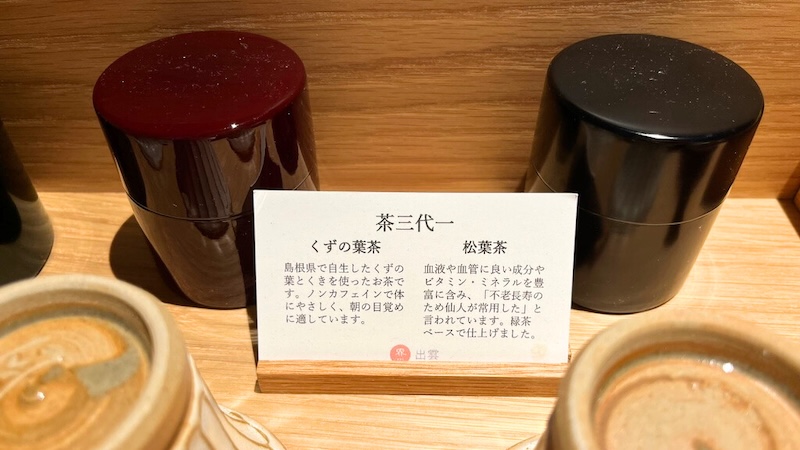 茶三代一
くずの葉茶
島根県で自生したくずの
葉とくきを使ったお茶で
す。ノンカフェインで体
にやさしく、朝の目覚め
に適しています。
松葉茶
血液や血管に良い成分や
ビタミン・ミネラルを豊
富に含み、「不老長寿の
ため仙人が常用した」と
言われています。緑茶
ベースで仕上げました。
界 出雲